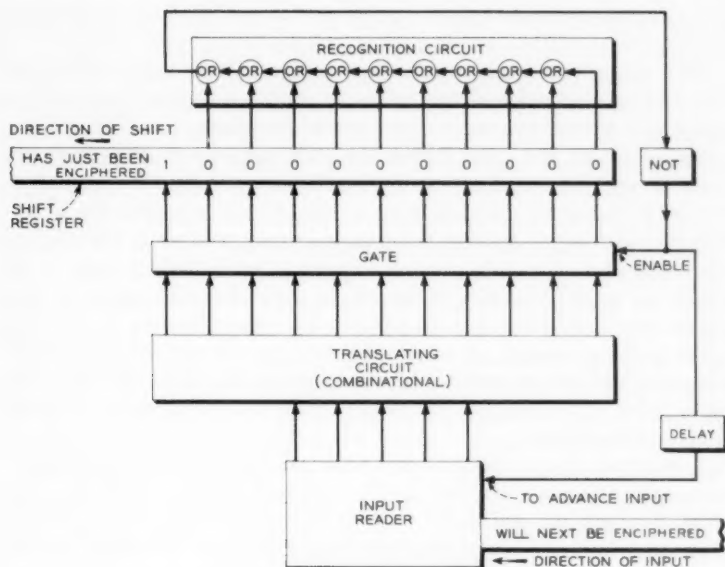 RECOGNITION CIRCUIT
OR OR OR OR OR OR OR OR OR
DIRECTION OF SHIFT
HAS JUST BEEN
ENCIPHERED
1 0 0 0 0 0 0 0 0 0 0
NOT
SHIFT
REGISTER
GATE
ENABLE
TRANSLATING
CIRCUIT
(COMBINATIONAL)
DELAY
INPUT
READER
TO ADVANCE INPUT
WILL NEXT BE ENCIPHERED
DIRECTION OF INPUT